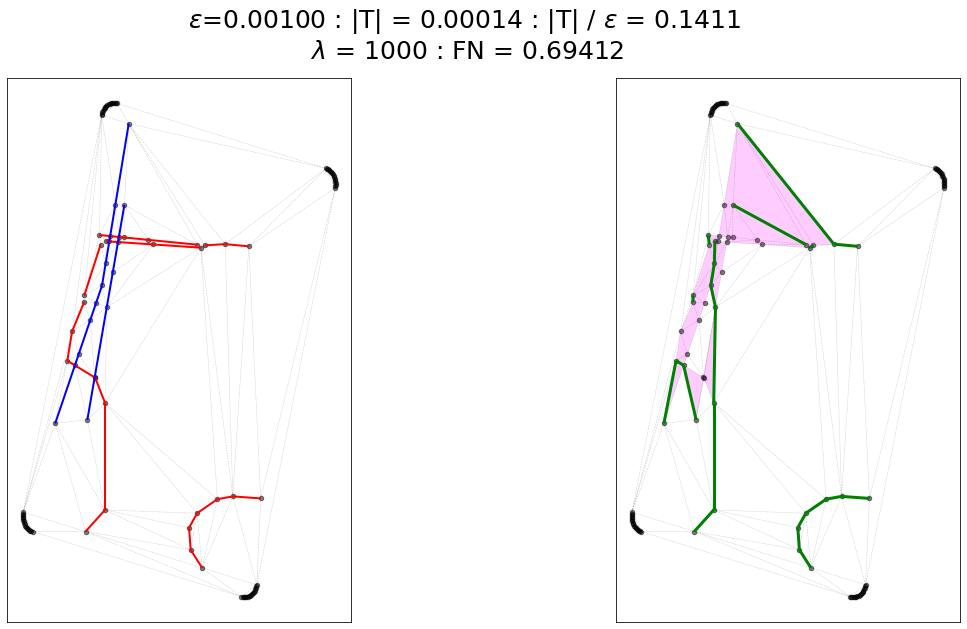 ε=0.00100 : |T| = 0.00014 : |T| / ε = 0.1411
λ = 1000 : FN = 0.69412